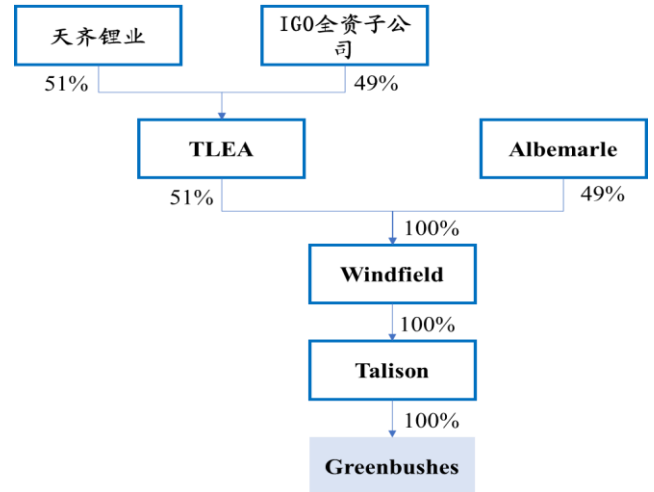 天齐锂业
IGO全资子公
司
51%
49%
TLEA
Albemarle
51%
49%
100%
Windfield
100%
Talison
100%
Greenbushes